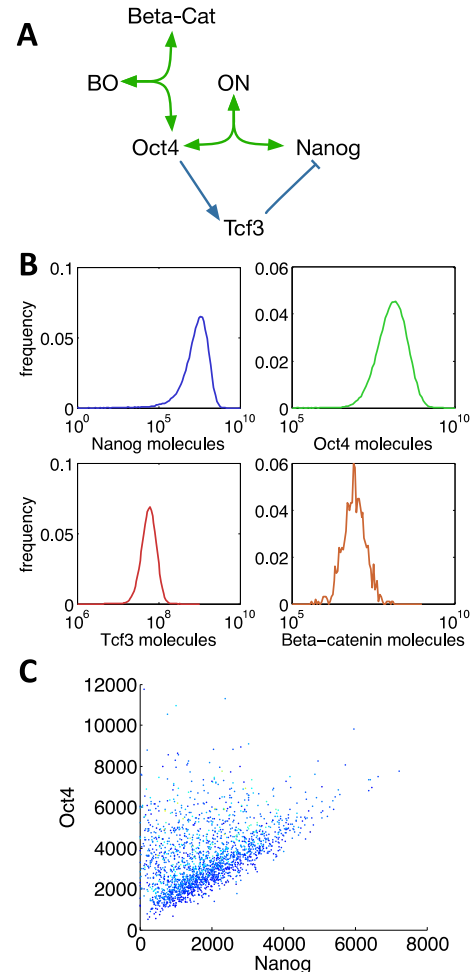 A
Beta-Cat
BO
ON
Oct4
Nanog
Tcf3
B
0.1
0.05
0
frequency
10^0
10^5
10^10
Nanog molecules
0.06
0.04
0.02
0
10^5
10^10
Oct4 molecules
0.1
0.05
0
frequency
10^6
10^8
10^10
Tcf3 molecules
0.06
0.04
0.02
0
10^5
10^10
Beta−catenin molecules
C
12000
10000
8000
6000
4000
2000
0
Oct4
0
2000
4000
6000
8000
Nanog